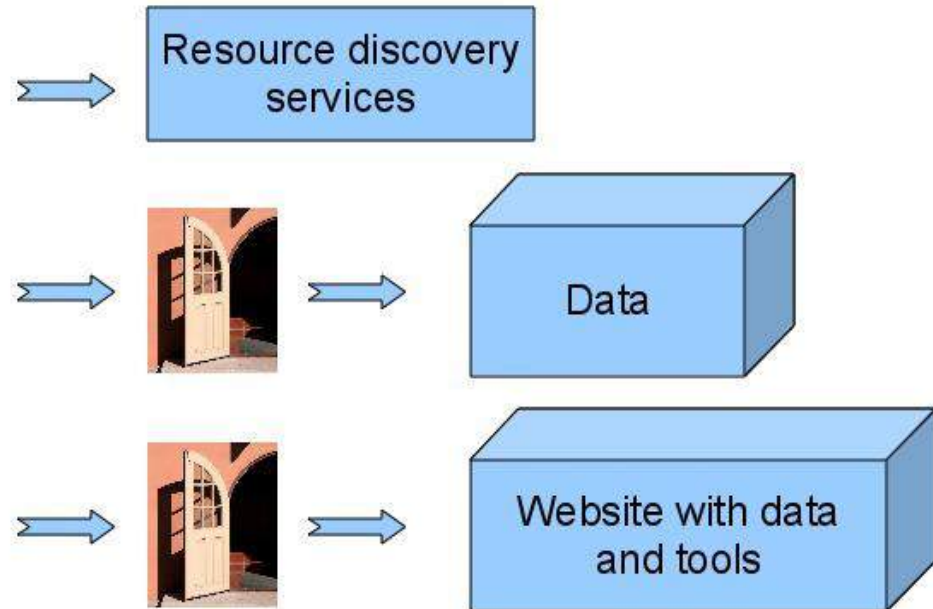 Resource discovery
services
Data
Website with data
and tools